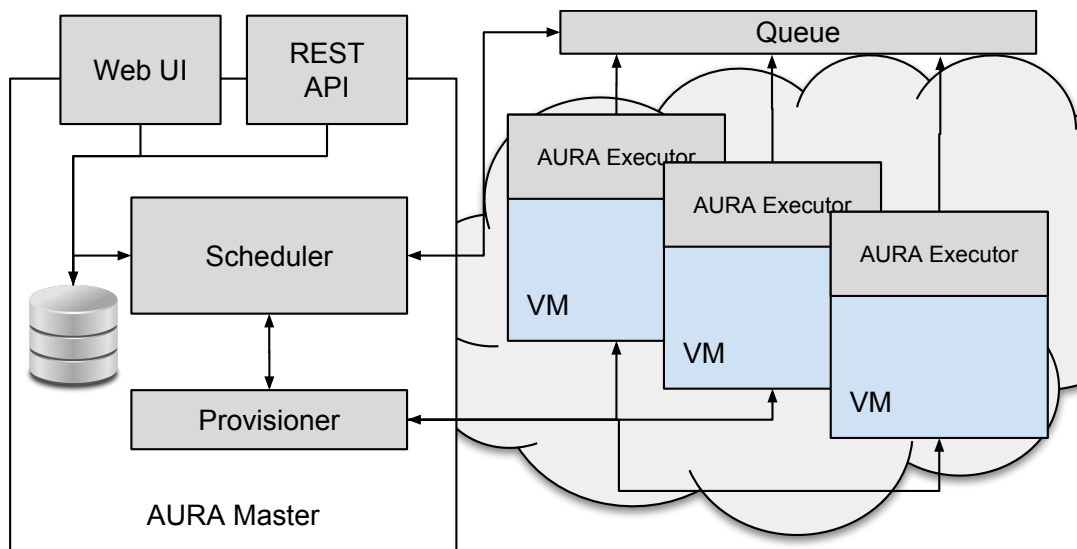 Web UI
REST
API
Queue
AURA Executor
AURA Executor
AURA Executor
Scheduler
VM
VM
VM
Provisioner
AURA Master